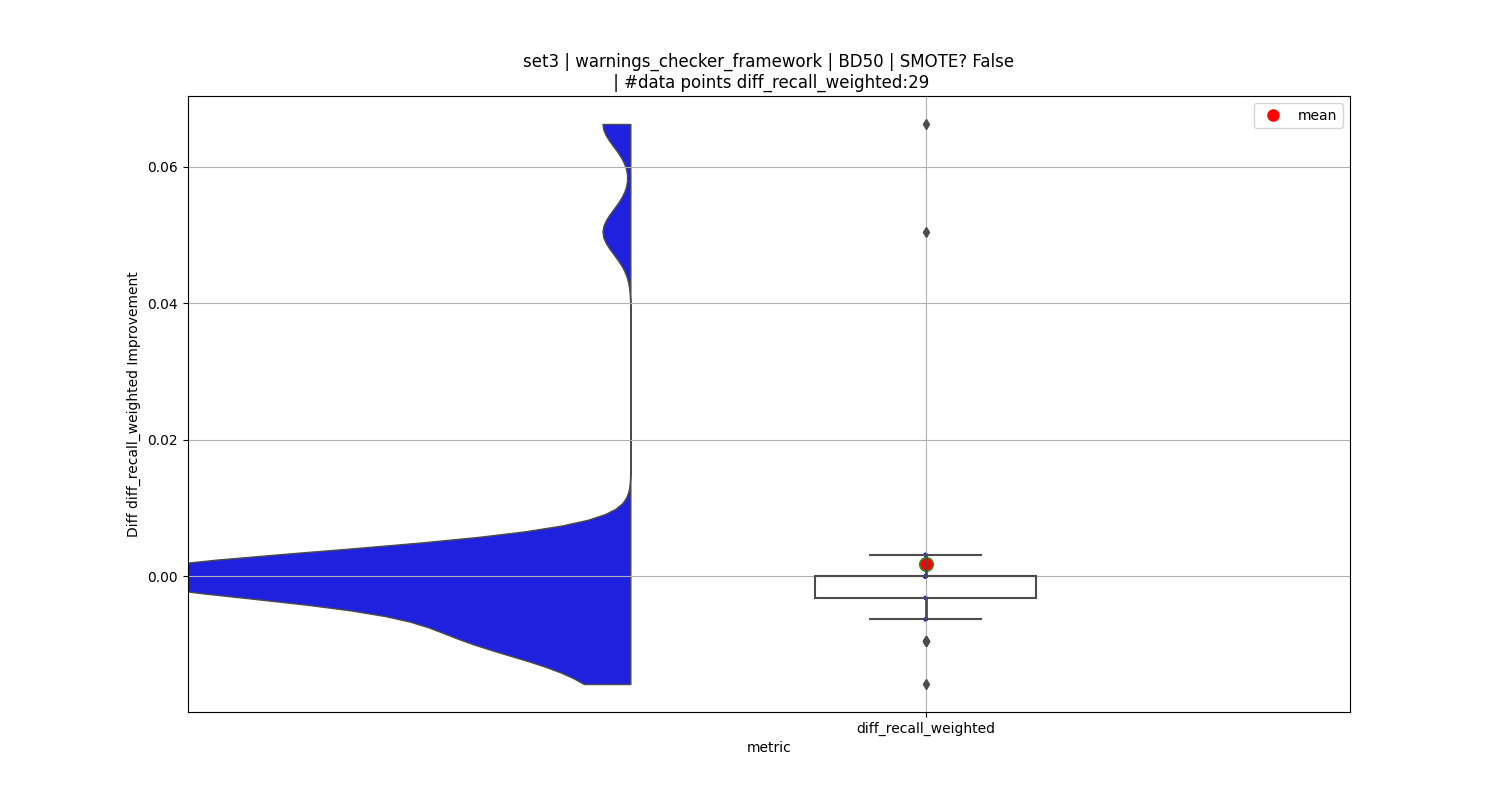 set3 | warnings_checker_framework | BD50 | SMOTE? False
| #data points diff_recall_weighted:29
mean
0.06
0.04
0.02
0.00
Diff diff_recall_weighted Improvement
diff_recall_weighted
metric